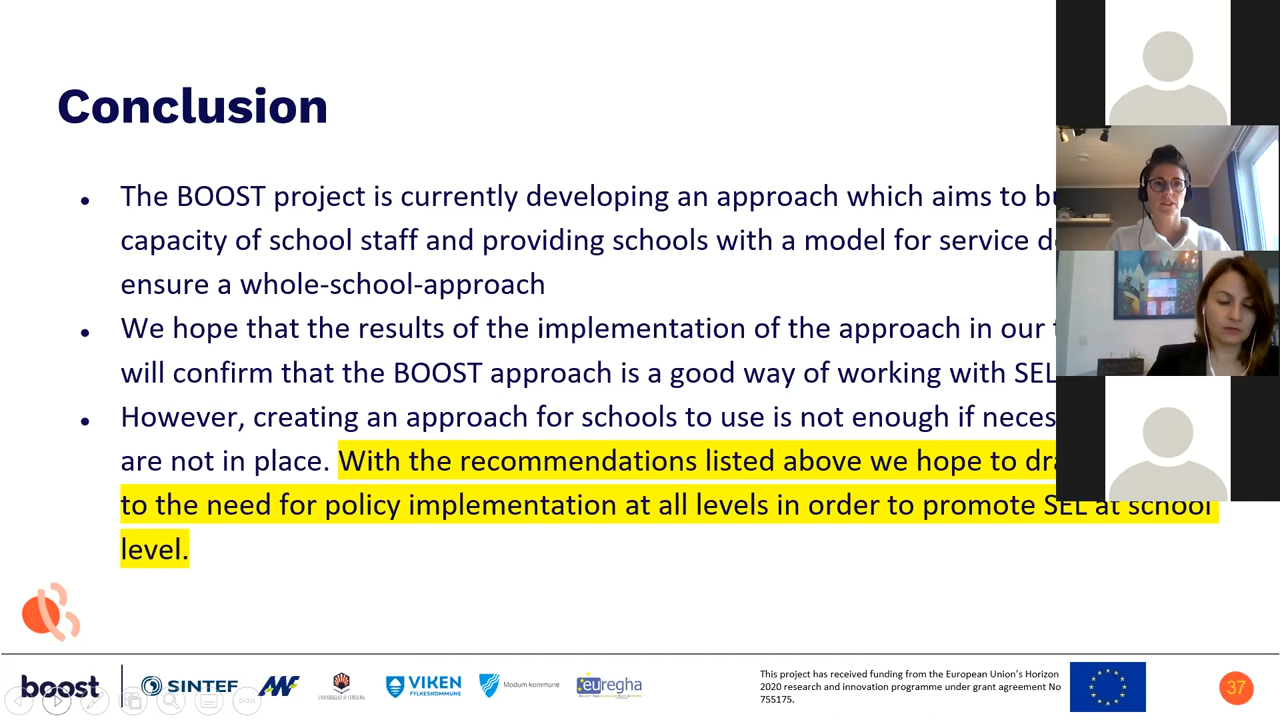 Conclusion
The BOOST project is currently developing an approach which aims to
capacity of school staff and providing schools with a model for service
ensure a whole-school-approach
We hope that the results of the implementation of the approach in our
will confirm that the BOOST approach is a good way of working with SEL
However, creating an approach for schools to use is not enough if
are not in place. With the recommendations listed above we hope to
to the need for policy implementation at all levels in order to promote SEL at school
level.
boost
SINTEF
VIKEN
FYLKESKOMMUNE
Modum kommune
euregha
This project has received funding from the European Union's Horizon
2020 research and innovation programme under grant agreement No
755175.
37